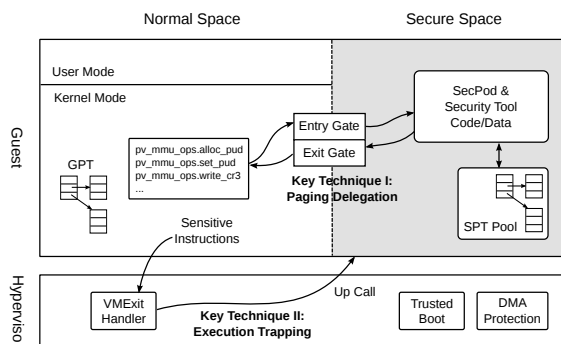 Normal Space
Secure Space
User Mode
Kernel Mode
Guest
GPT
pv_mmu_ops.alloc_pud
pv_mmu_ops.set_pud
pv_mmu_ops.write_cr3
...
Entry Gate
Exit Gate
SecPod &
Security Tool
Code/Data
Key Technique I:
Paging Delegation
SPT Pool
Sensitive
Instructions
Hyperviso
VMExit
Handler
Up Call
Key Technique II:
Execution Trapping
Trusted
Boot
DMA
Protection